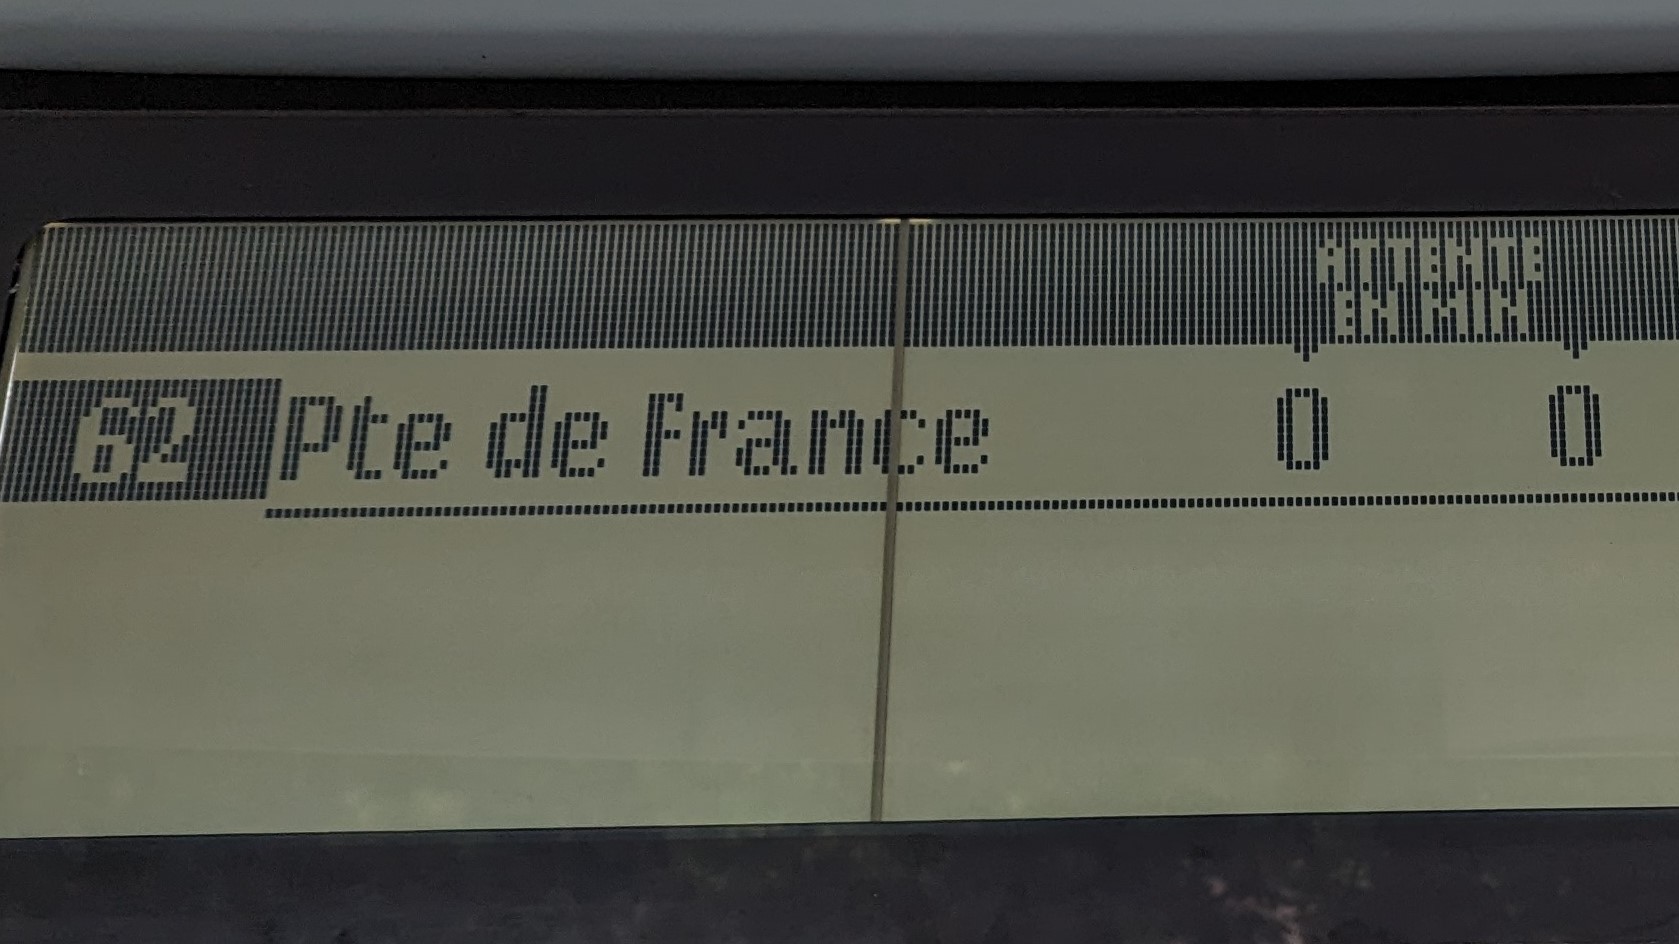 ATTENTE
EN MIN
62 Pte de France 0 0